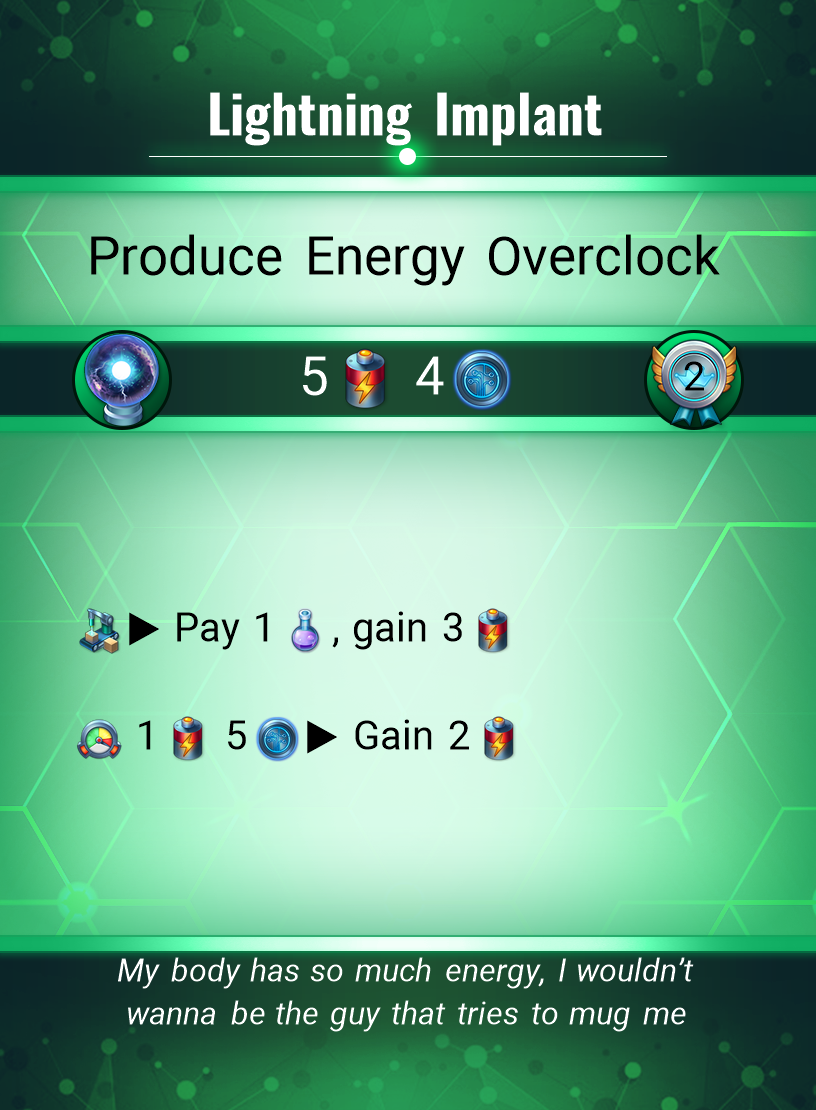 Lightning Implant
Produce Energy Overclock
5 4 2
Pay 1 , gain 3
1 5 Gain 2
My body has so much energy, I wouldn't
wanna be the guy that tries to mug me